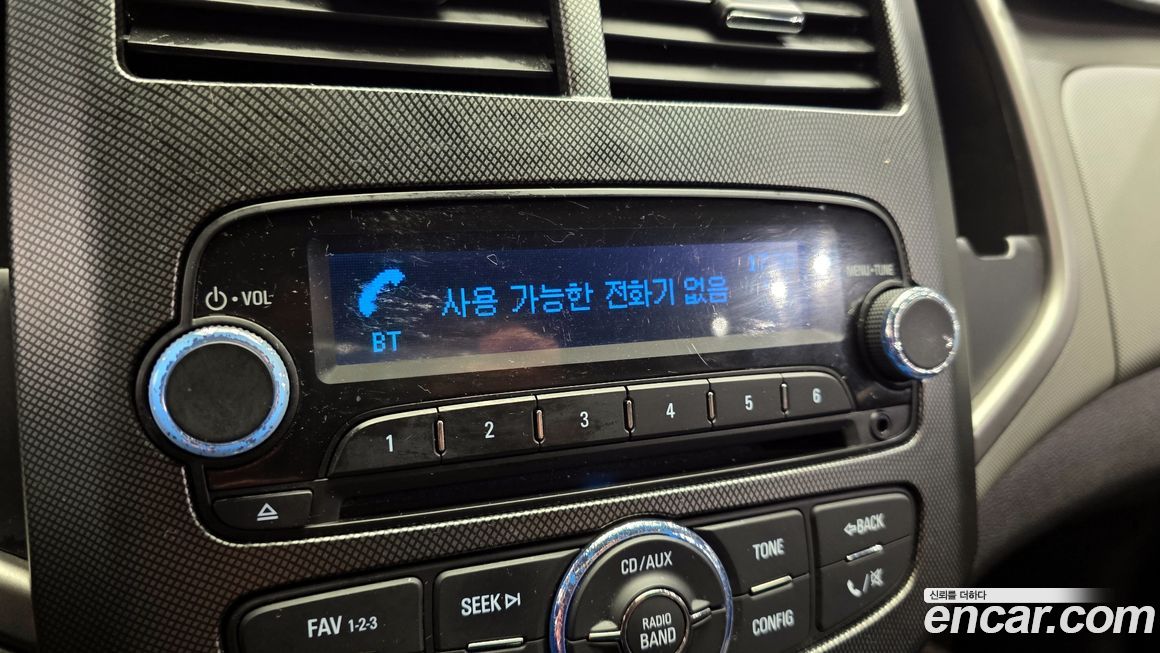 VOL
MENU-TUNE
사용 가능한 전화기 없음
BT
1 2 3 4 5 6
BACK
CD/AUX
TONE
SEEK
FAV 1-2-3
RADIO
BAND
CONFIG
신뢰를 더하다
encar.com